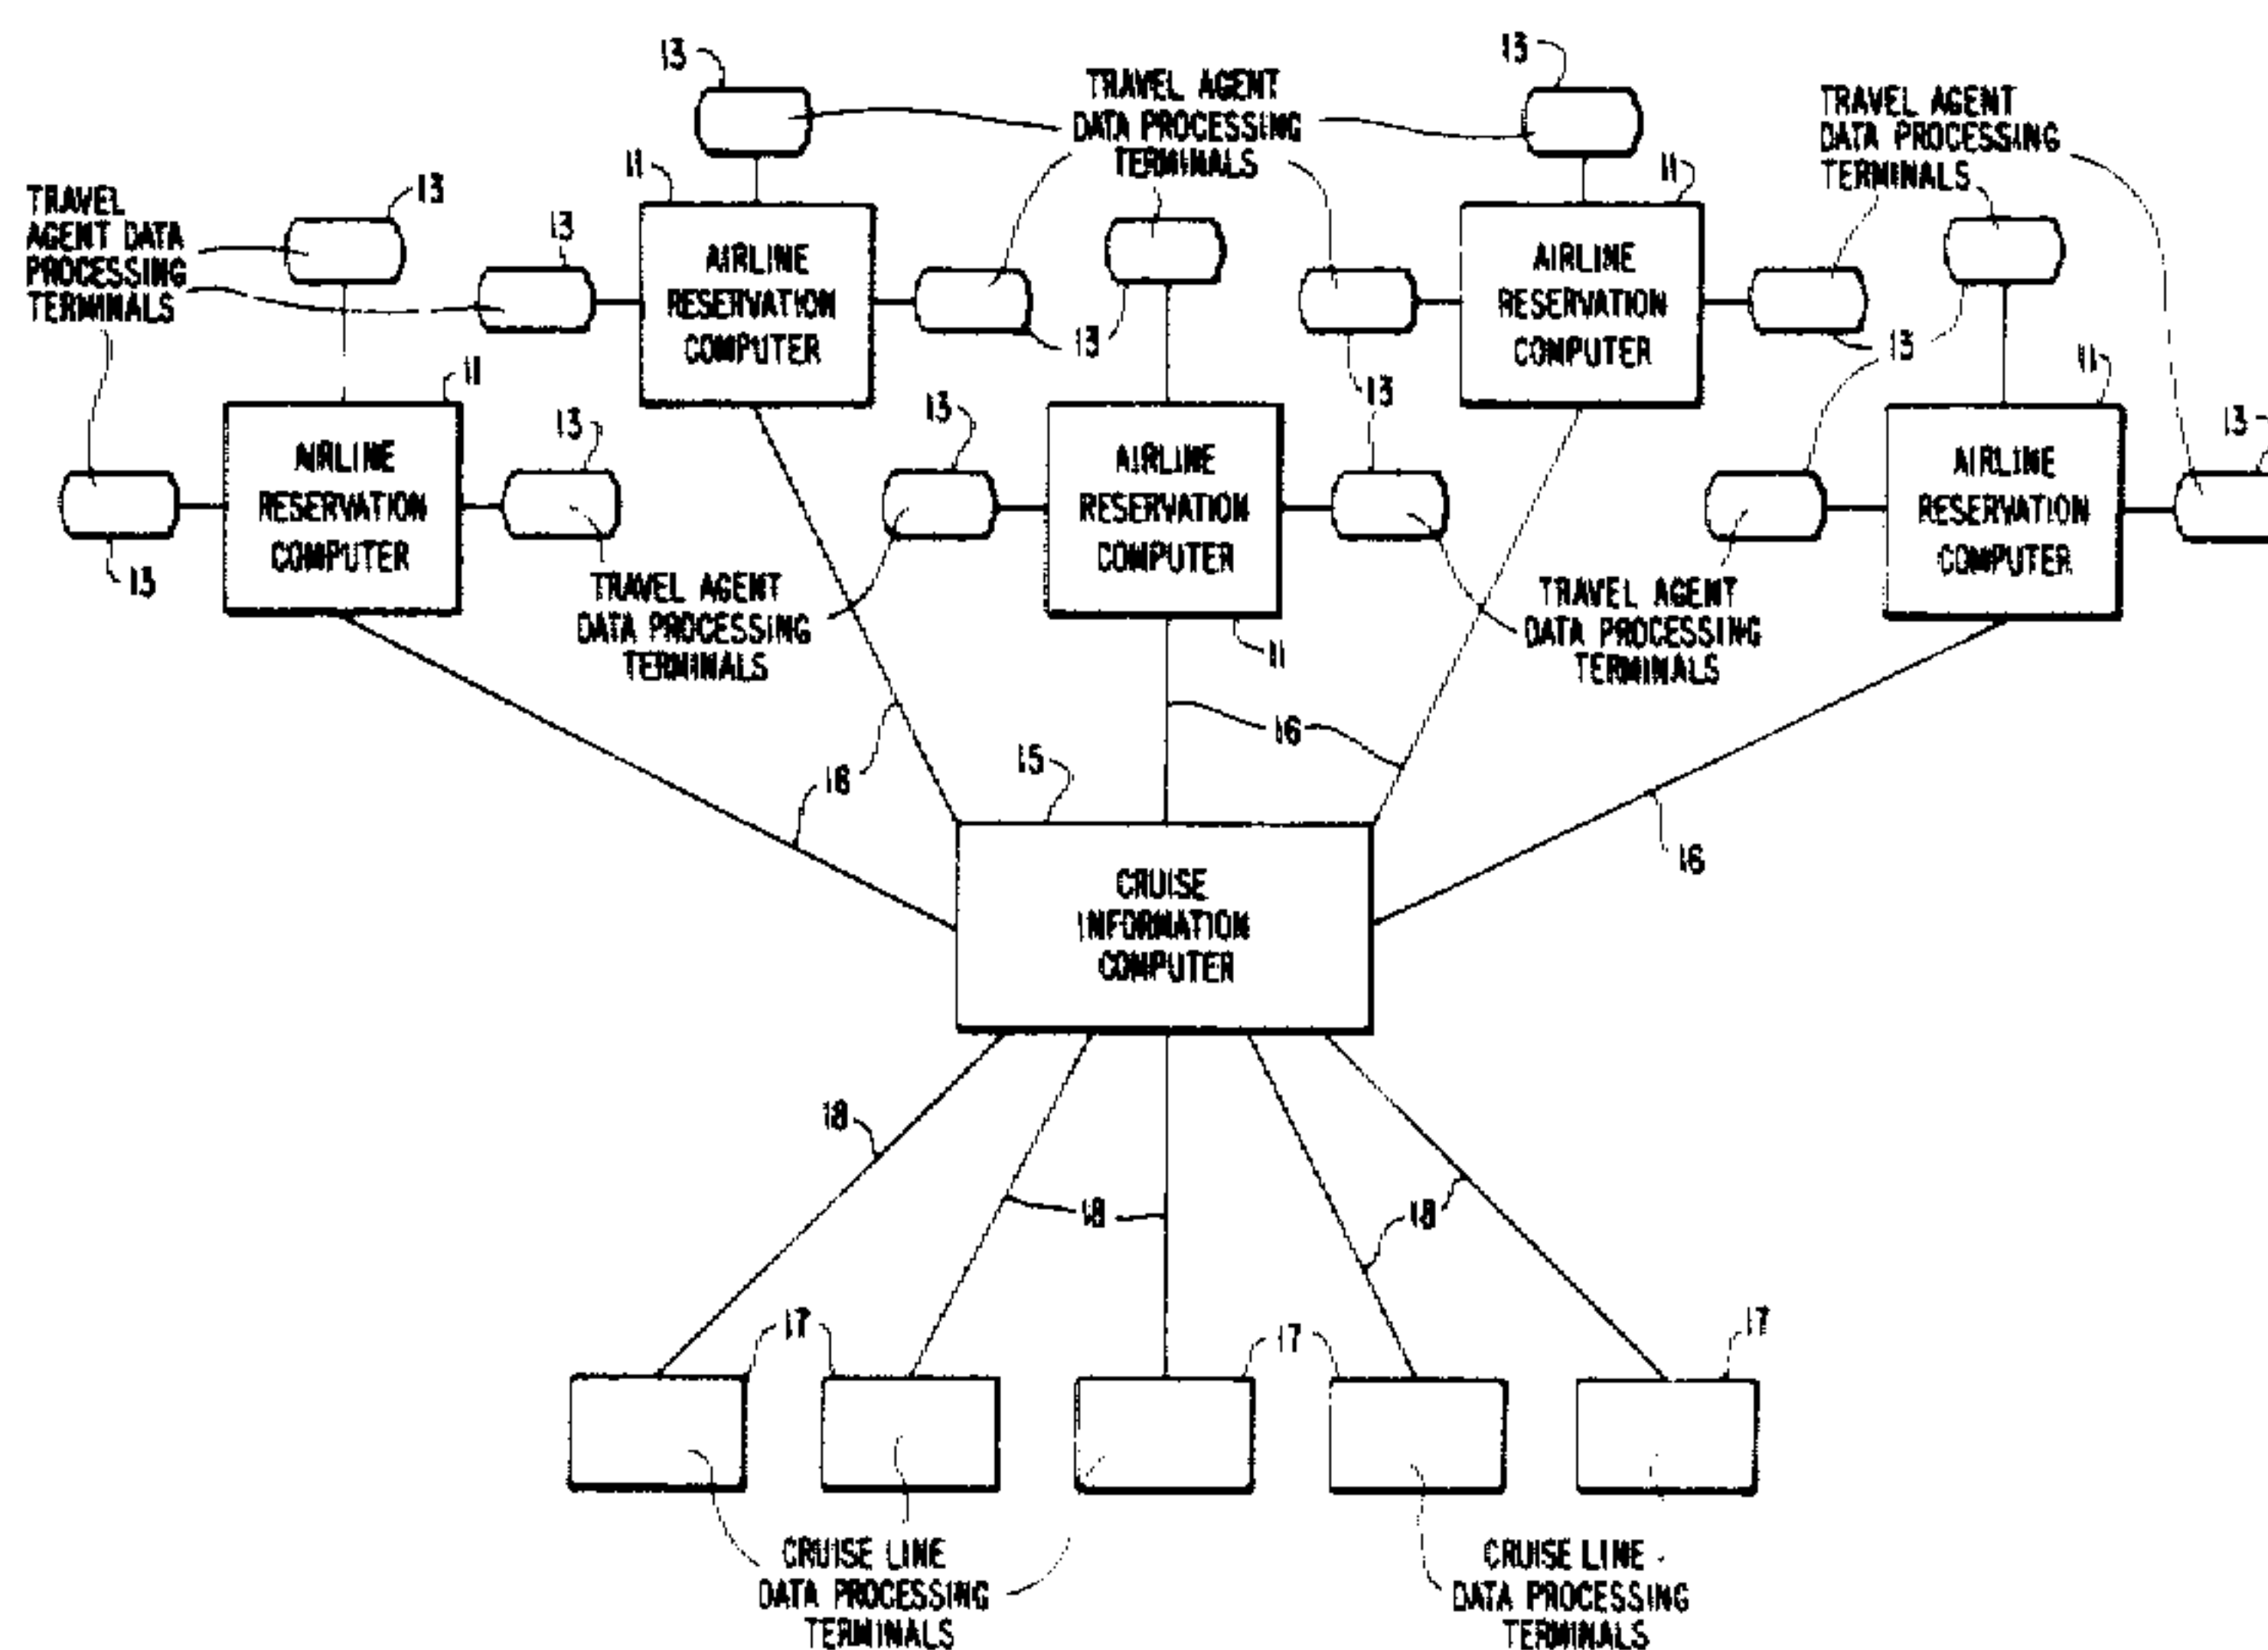 13
13
TRAVEL AGENT
DATA PROCESSING
TERMINALS
TRAVEL AGENT
DATA PROCESSING
TERMINALS
11
11
13
TRAVEL
AGENT DATA
PROCESSING
TERMINALS
13
AIRLINE
RESERVATION
COMPUTER
AIRLINE
RESERVATION
COMPUTER
13
13
11
13
11
13
13
13
AIRLINE
RESERVATION
COMPUTER
AIRLINE
RESERVATION
COMPUTER
AIRLINE
RESERVATION
COMPUTER
13
TRAVEL AGENT
DATA PROCESSING
TERMINALS
TRAVEL AGENT
DATA PROCESSING
TERMINALS
11
16
15
16
16
CRUISE
INFORMATION
COMPUTER
18
18
18
17
17
17
CRUISE LINE
DATA PROCESSING
TERMINALS
CRUISE LINE
DATA PROCESSING
TERMINALS